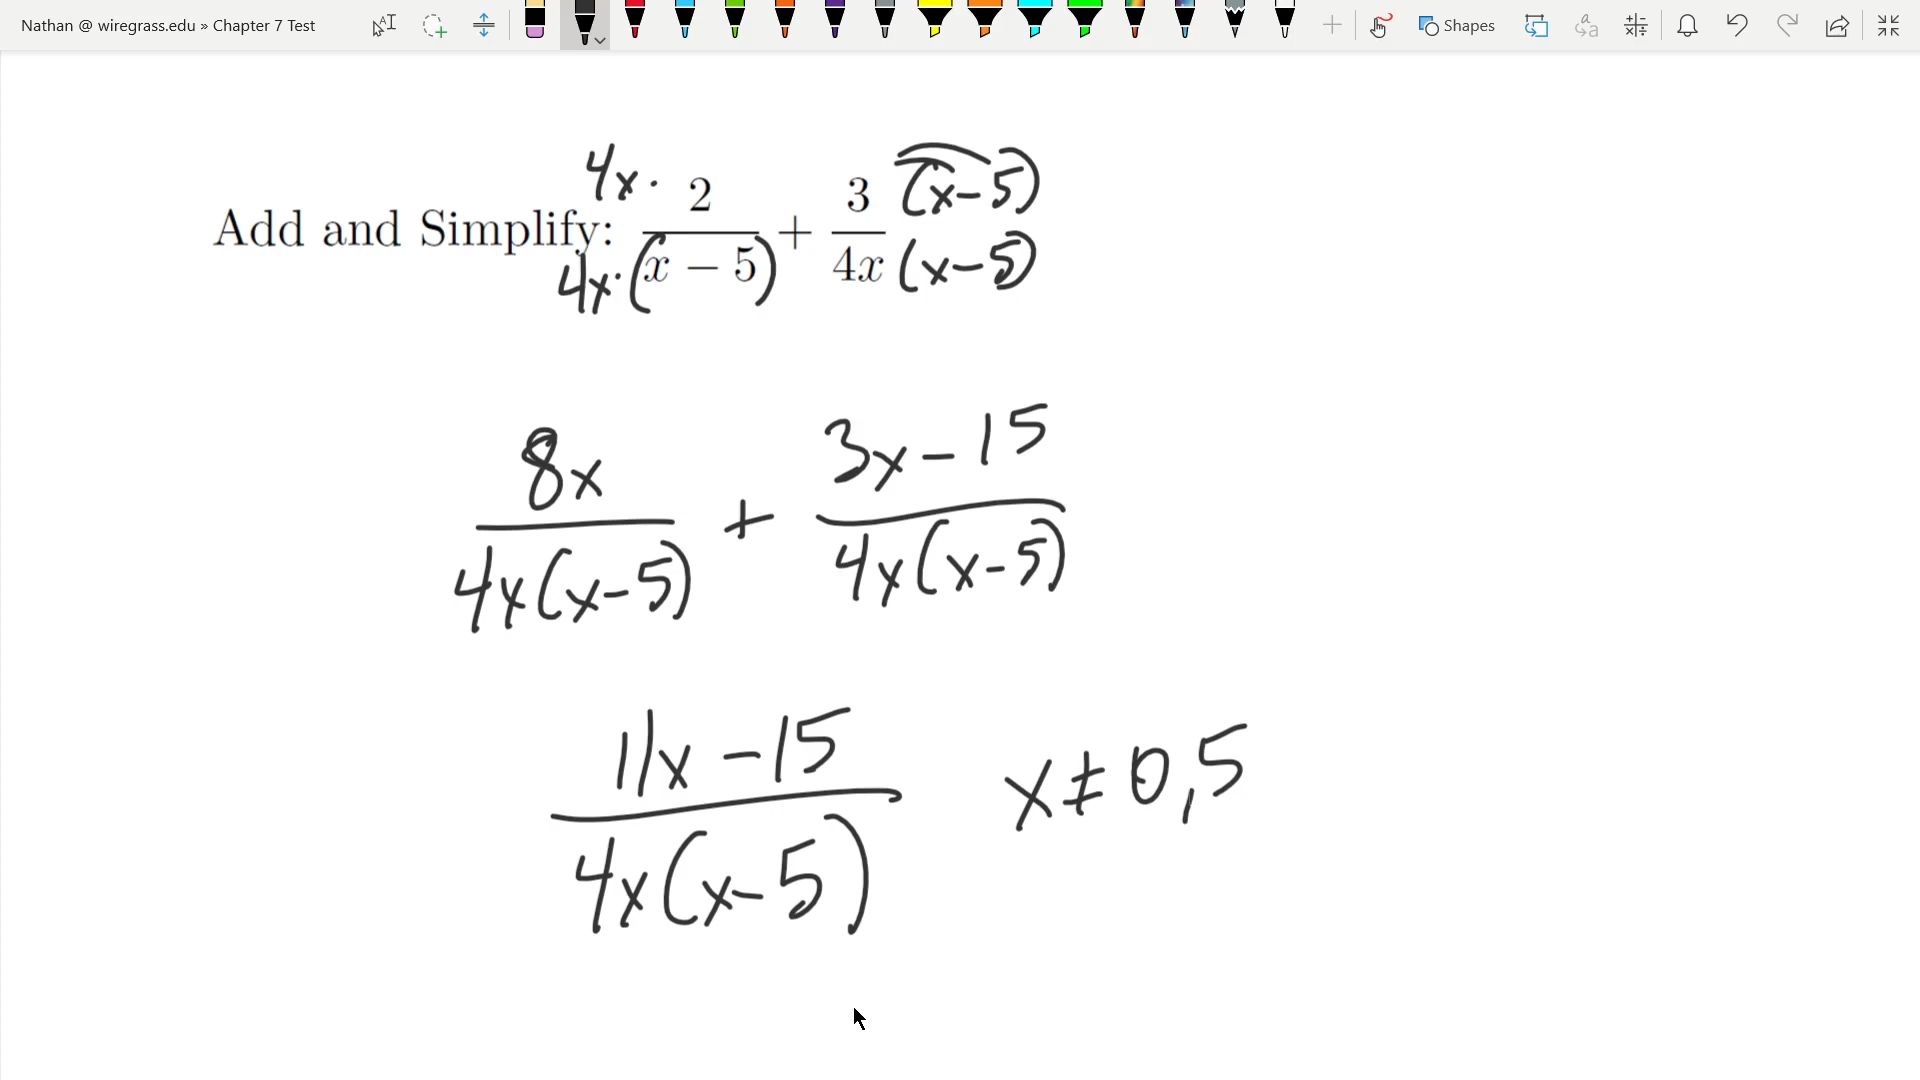 Nathan @ wiregrass.edu » Chapter 7 Test
Shapes
4x · 2 3 (x-5)
Add and Simplify: ――― + ―――
4x · (x − 5) 4x (x-5)
8x 3x-15
――― + ―――
4x(x-5) 4x(x-5)
11x-15
――― x≠0,5
4x(x-5)